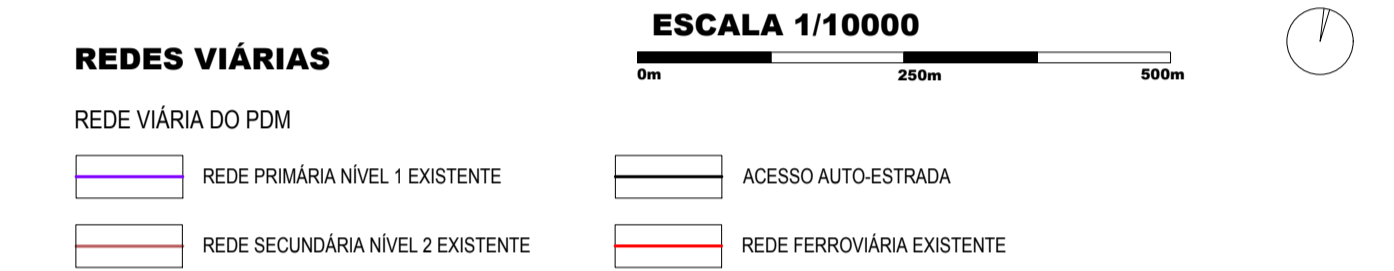 ESCALA 1/10000
REDES VIÁRIAS
0m 250m 500m
REDE VIÁRIA DO PDM
REDE PRIMÁRIA NÍVEL 1 EXISTENTE
ACESSO AUTO-ESTRADA
REDE SECUNDÁRIA NÍVEL 2 EXISTENTE
REDE FERROVIÁRIA EXISTENTE